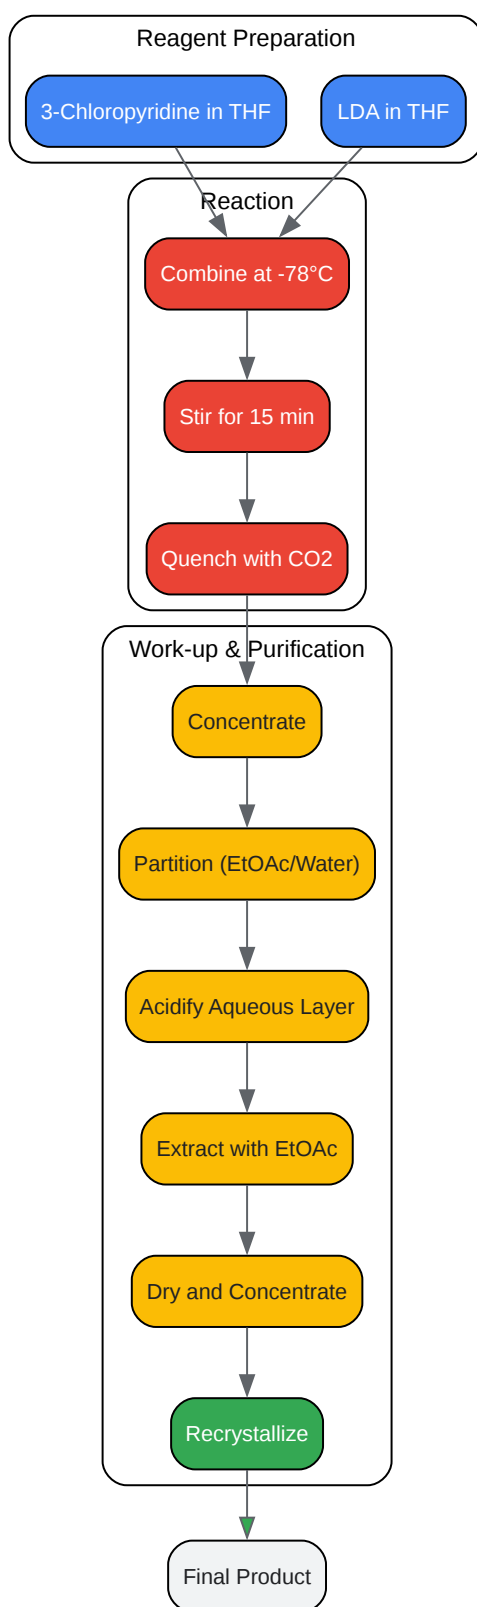 Reagent Preparation
3-Chloropyridine in THF
LDA in THF
Reaction
Combine at -78°C
Stir for 15 min
Quench with CO2
Work-up & Purification
Concentrate
Partition (EtOAc/Water)
Acidify Aqueous Layer
Extract with EtOAc
Dry and Concentrate
Recrystallize
Final Product